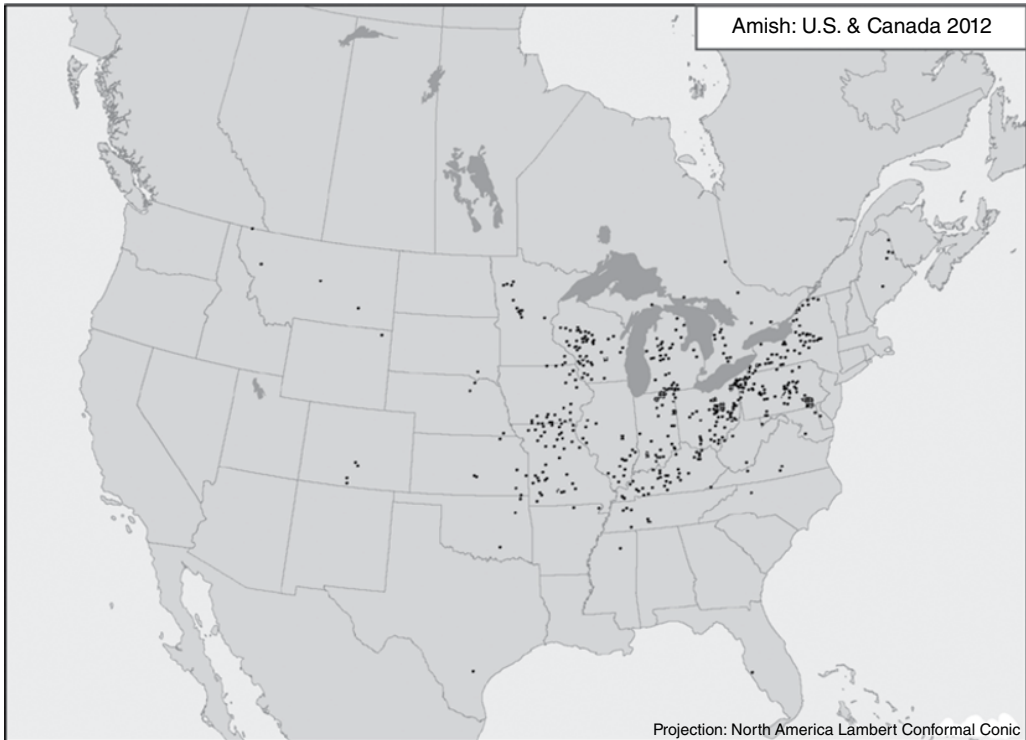 Amish: U.S. & Canada 2012
Projection: North America Lambert Conformal Conic